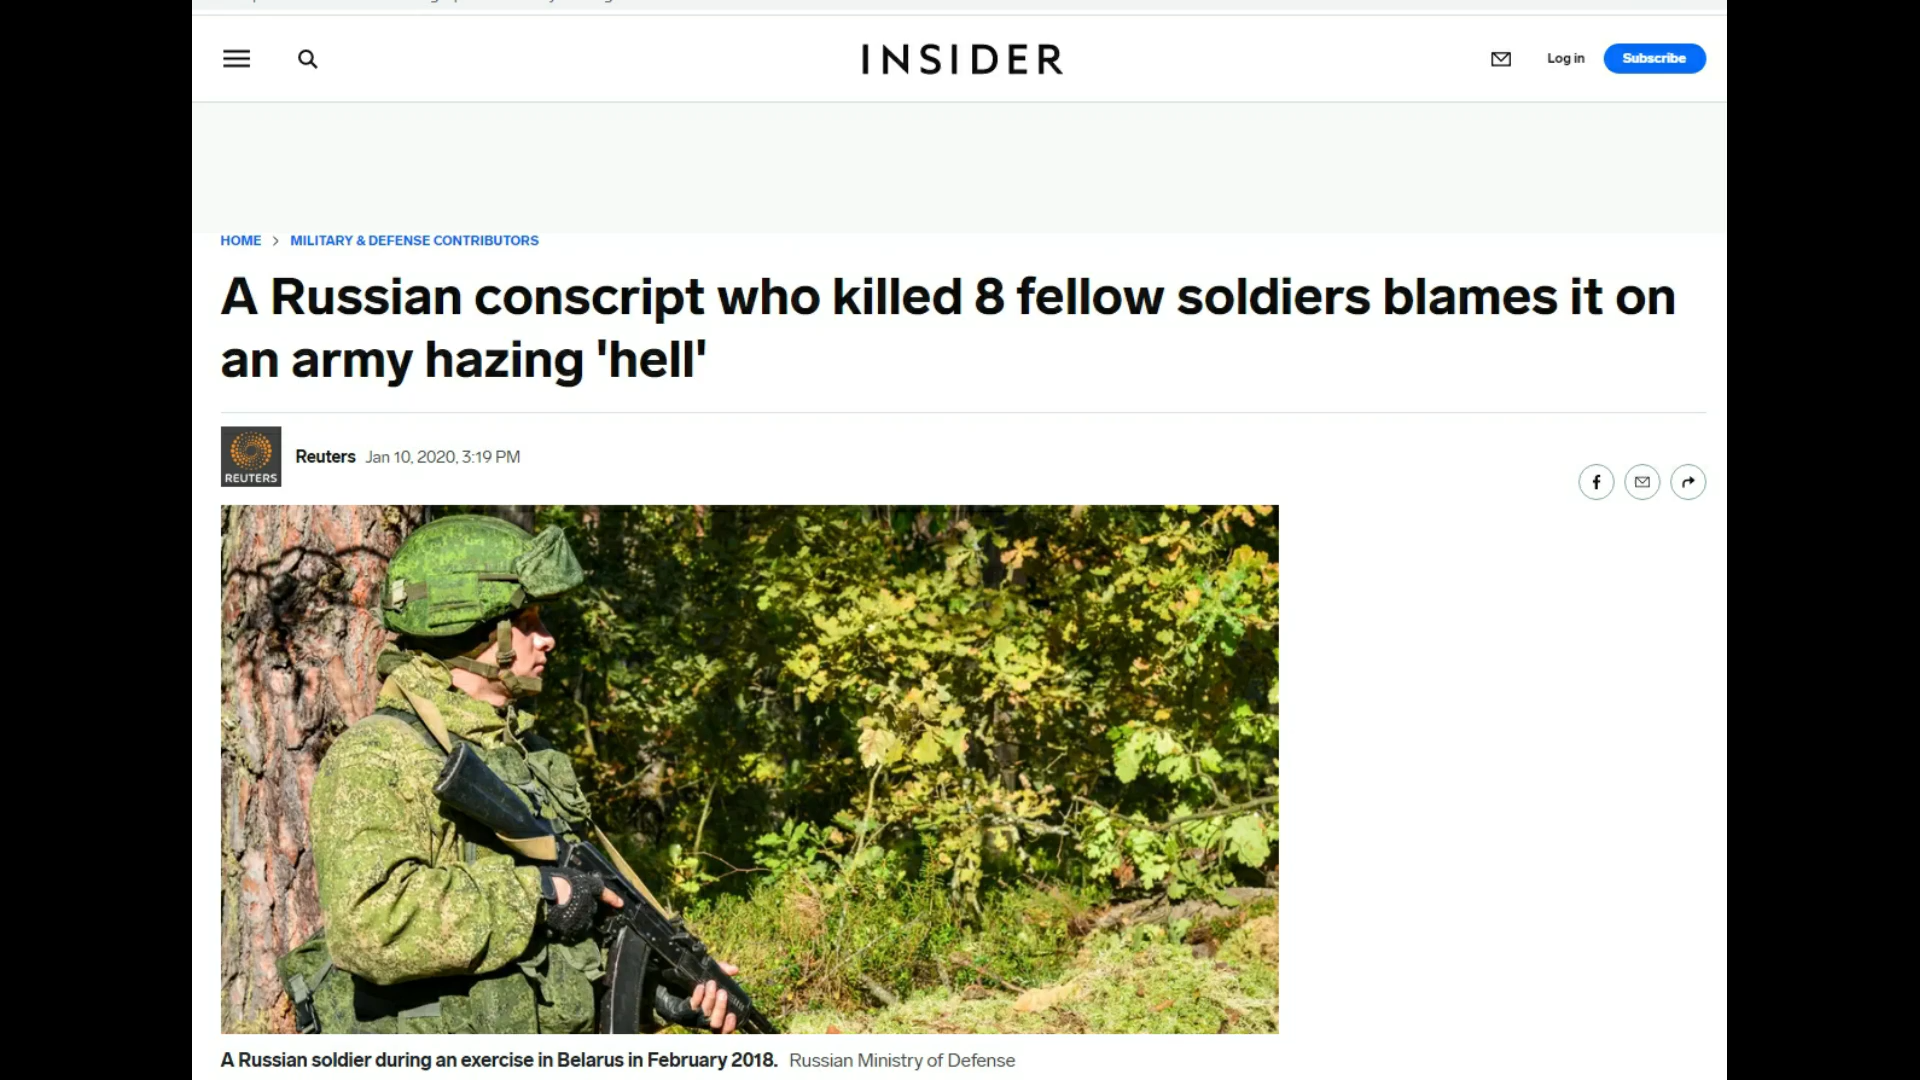 INSIDER
Log in
Subscribe
HOME > MILITARY & DEFENSE CONTRIBUTORS
A Russian conscript who killed 8 fellow soldiers blames it on
an army hazing 'hell'
REUTERS
Reuters Jan 10, 2020, 3:19 PM
A Russian soldier during an exercise in Belarus in February 2018. Russian Ministry of Defense